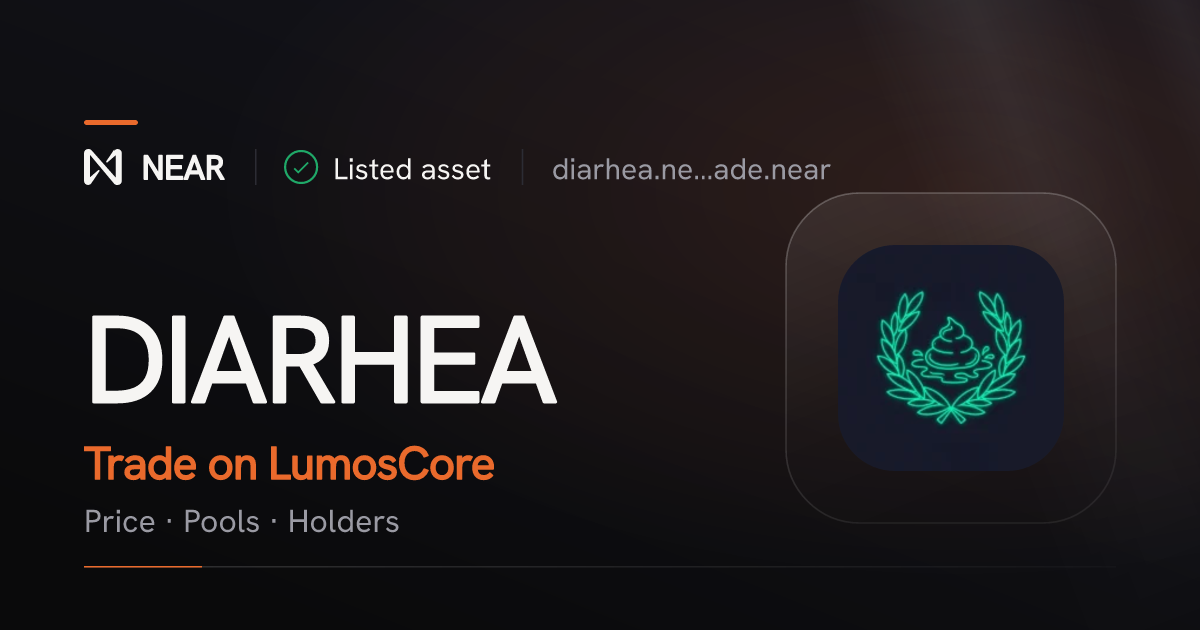 NEAR | Listed asset | diarhea.ne...ade.near
DIARHEA
Trade on LumosCore
Price · Pools · Holders